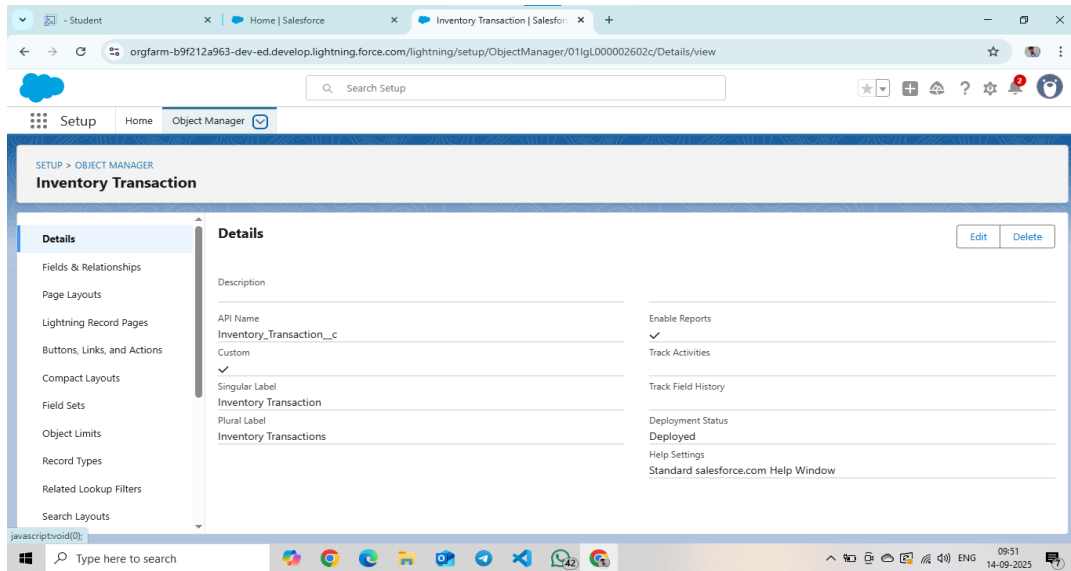 - Student
Home | Salesforce
Inventory Transaction | Salesfor
orgfarm-b9f212a963-dev-ed.develop.lightning.force.com/lightning/setup/ObjectManager/01IgL000002602c/Details/view
Search Setup
2
Setup
Home
Object Manager
SETUP > OBJECT MANAGER
Inventory Transaction
Details
Fields & Relationships
Page Layouts
Lightning Record Pages
Buttons, Links, and Actions
Compact Layouts
Field Sets
Object Limits
Record Types
Related Lookup Filters
Search Layouts
javascript:void(0);
Details
Edit
Delete
Description
API Name
Inventory_Transaction__c
Custom
Singular Label
Inventory Transaction
Plural Label
Inventory Transactions
Enable Reports
Track Activities
Track Field History
Deployment Status
Deployed
Help Settings
Standard salesforce.com Help Window
Type here to search
42
ENG
09:51
14-09-2025
7